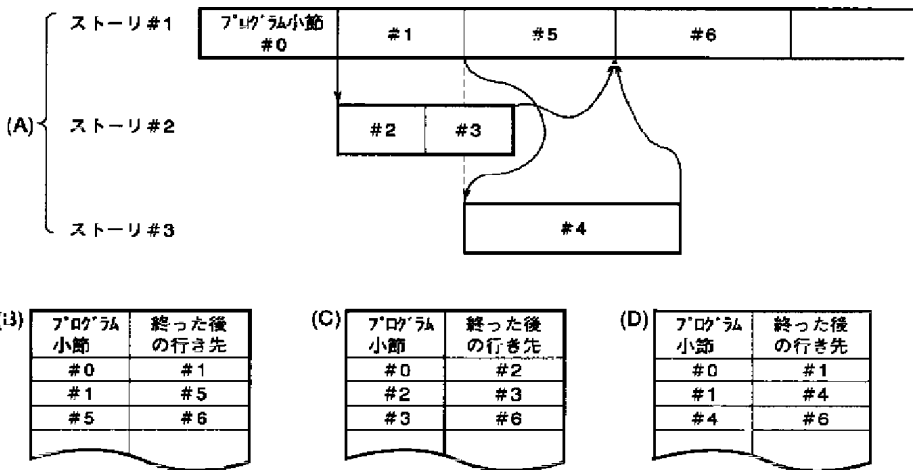 ストーリ#1
プログラム小節
#0
#1
#5
#6
(A)
ストーリ#2
#2
#3
ストーリ#3
#4
(B)
プログラム
小節
終った後
の行き先
#0
#1
#1
#5
#5
#6
(C)
プログラム
小節
終った後
の行き先
#0
#2
#2
#3
#3
#6
(D)
プログラム
小節
終った後
の行き先
#0
#1
#1
#4
#4
#6